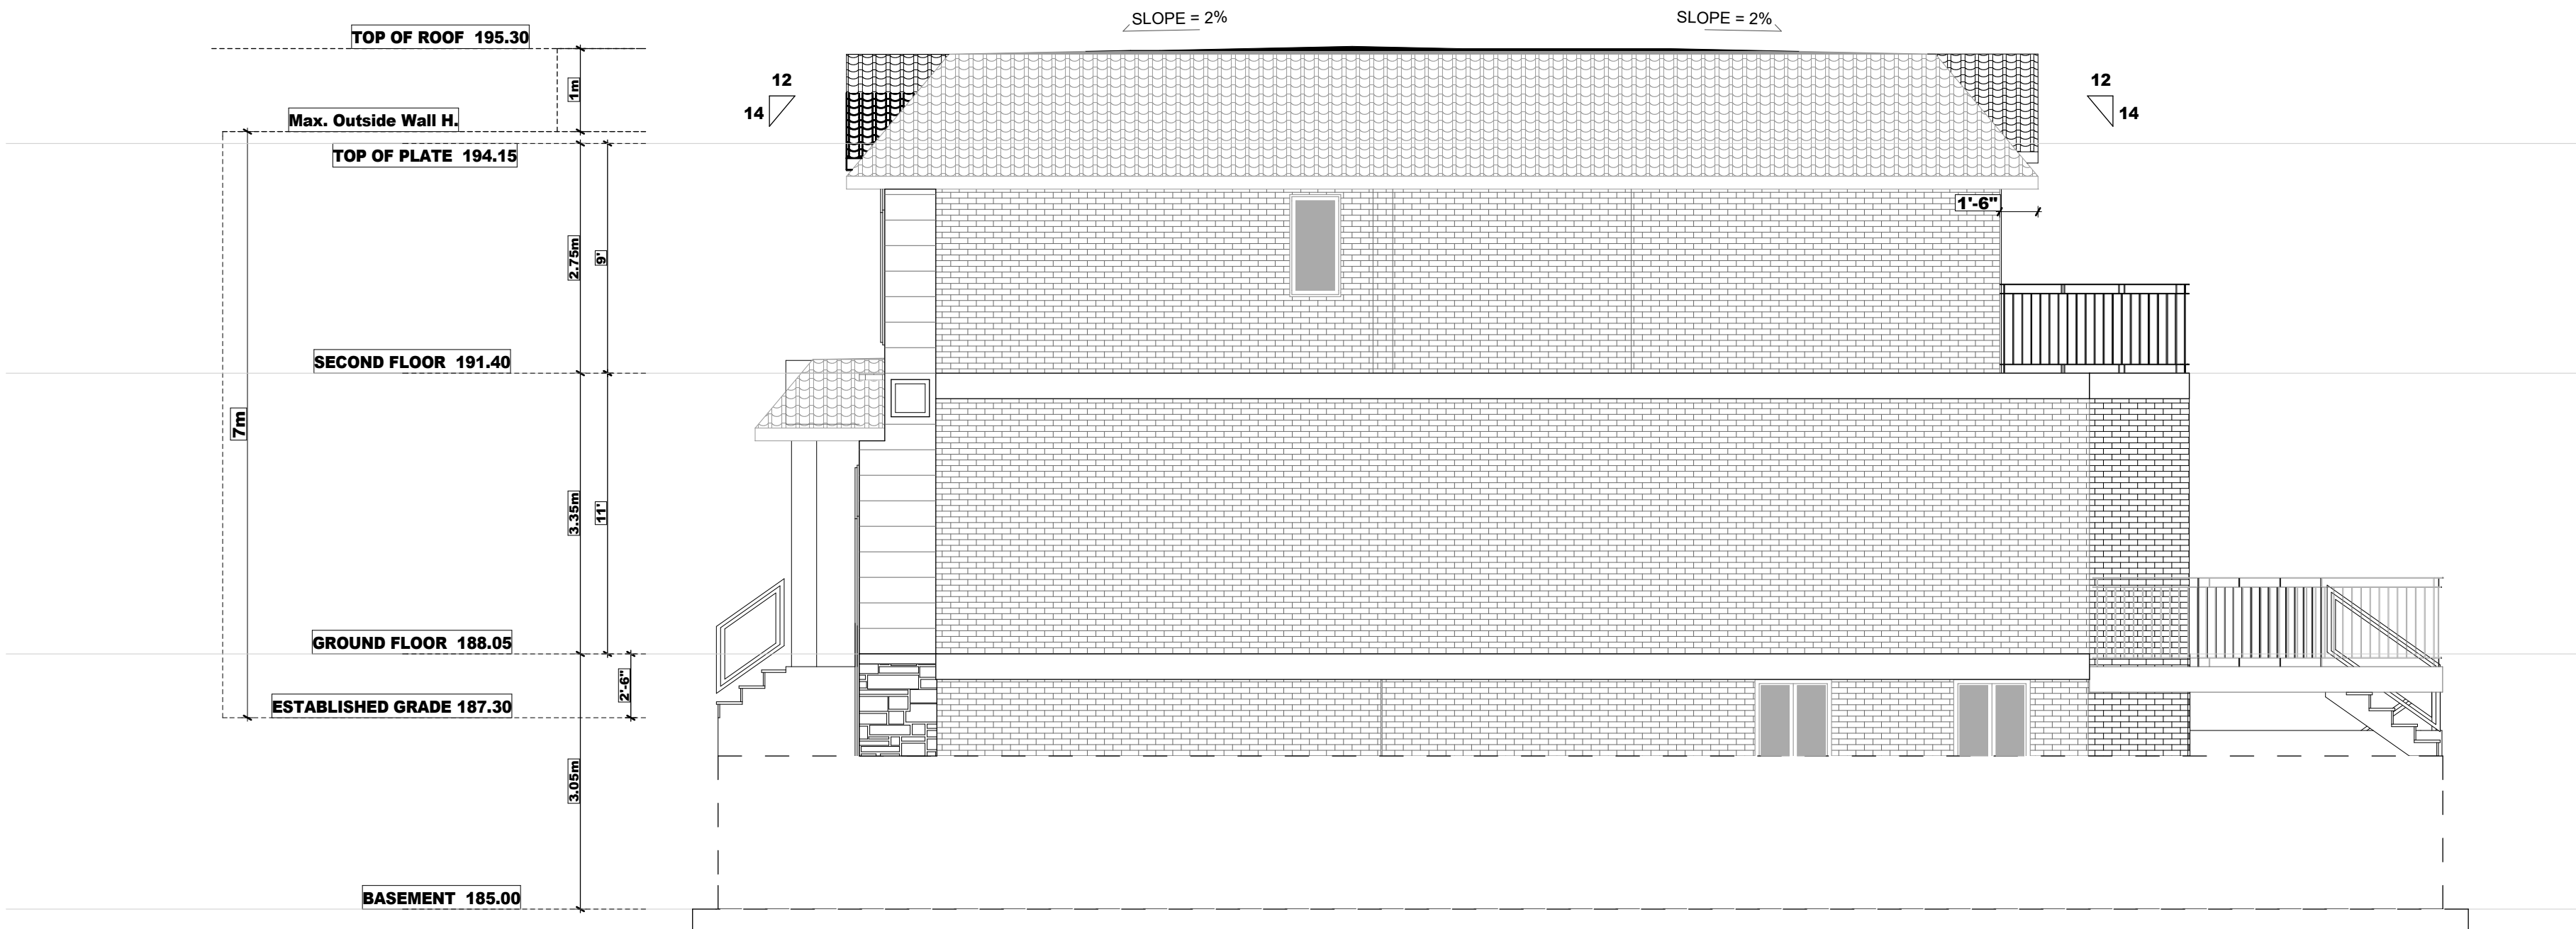 SLOPE = 2%
SLOPE = 2%
TOP OF ROOF 195.30
1m
12
14
12
14
Max. Outside Wall H.
TOP OF PLATE 194.15
1'-6"
2.75m
9'
SECOND FLOOR 191.40
7m
3.35m
11'
GROUND FLOOR 188.05
2'-6"
ESTABLISHED GRADE 187.30
3.05m
BASEMENT 185.00